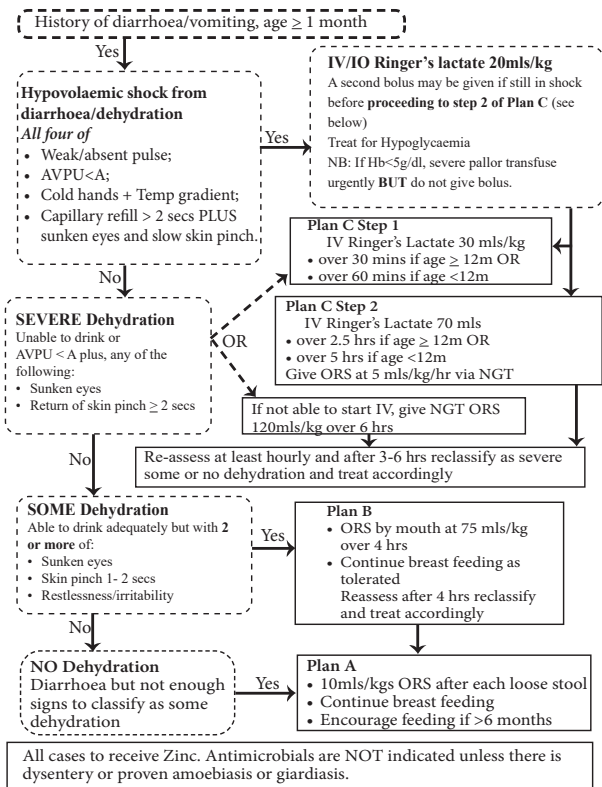 History of diarrhoea/vomiting, age ≥ 1 month
Yes
Hypovolaemic shock from
diarrhoea/dehydration
All four of
• Weak/absent pulse;
• AVPU<A;
• Cold hands + Temp gradient;
• Capillary refill > 2 secs PLUS
sunken eyes and slow skin pinch.
Yes
IV/IO Ringer's lactate 20mls/kg
A second bolus may be given if still in shock
before proceeding to step 2 of Plan C (see
below)
Treat for Hypoglycaemia
NB: If Hb<5g/dl, severe pallor transfuse
urgently BUT do not give bolus.
Plan C Step 1
IV Ringer's Lactate 30 mls/kg
• over 30 mins if age ≥ 12m OR
• over 60 mins if age <12m
No
SEVERE Dehydration
Unable to drink or
AVPU < A plus, any of the
following:
• Sunken eyes
• Return of skin pinch ≥ 2 secs
OR
Plan C Step 2
IV Ringer's Lactate 70 mls
• over 2.5 hrs if age ≥ 12m OR
• over 5 hrs if age <12m
Give ORS at 5 mls/kg/hr via NGT
If not able to start IV, give NGT ORS
120mls/kg over 6 hrs
Re-assess at least hourly and after 3-6 hrs reclassify as severe
some or no dehydration and treat accordingly
No
SOME Dehydration
Able to drink adequately but with 2
or more of:
• Sunken eyes
• Skin pinch 1- 2 secs
• Restlessness/irritability
Yes
Plan B
• ORS by mouth at 75 mls/kg
over 4 hrs
• Continue breast feeding as
tolerated
Reassess after 4 hrs reclassify
and treat accordingly
No
NO Dehydration
Diarrhoea but not enough
signs to classify as some
dehydration
Yes
Plan A
• 10mls/kgs ORS after each loose stool
• Continue breast feeding
• Encourage feeding if >6 months
All cases to receive Zinc. Antimicrobials are NOT indicated unless there is
dysentery or proven amoebiasis or giardiasis.